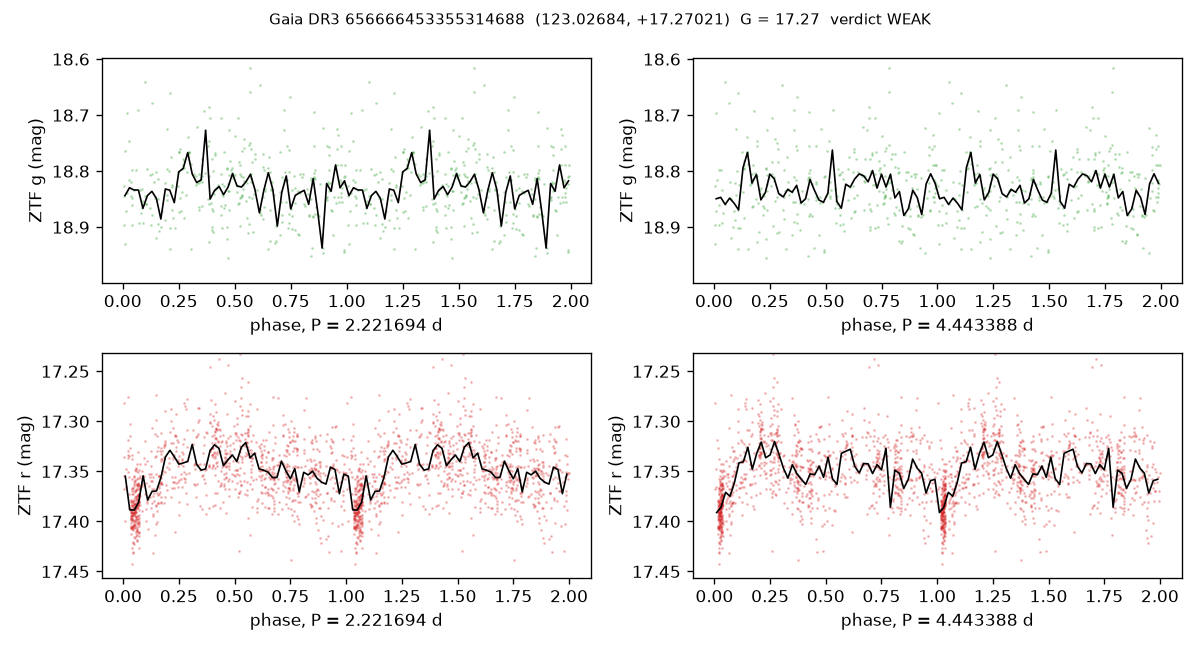 Gaia DR3 656666453355314688  (123.02684, +17.27021)  G = 17.27  verdict WEAK
ZTF g (mag)
18.6
18.7
18.8
18.9
0.00 0.25 0.50 0.75 1.00 1.25 1.50 1.75 2.00
phase, P = 2.221694 d
ZTF g (mag)
18.6
18.7
18.8
18.9
0.00 0.25 0.50 0.75 1.00 1.25 1.50 1.75 2.00
phase, P = 4.443388 d
ZTF r (mag)
17.25
17.30
17.35
17.40
17.45
0.00 0.25 0.50 0.75 1.00 1.25 1.50 1.75 2.00
phase, P = 2.221694 d
ZTF r (mag)
17.25
17.30
17.35
17.40
17.45
0.00 0.25 0.50 0.75 1.00 1.25 1.50 1.75 2.00
phase, P = 4.443388 d